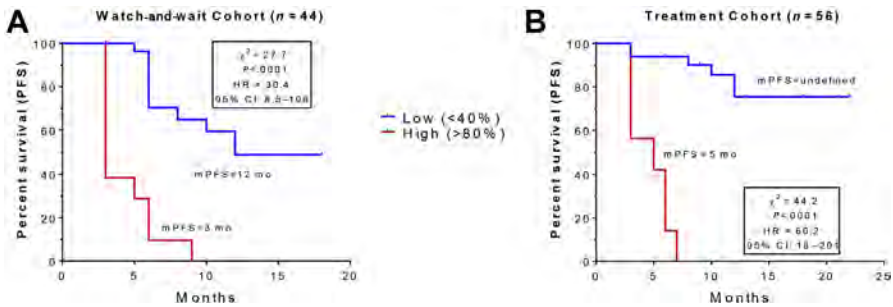 A
Watch-and-wait Cohort (n = 44)
Percent survival (PFS)
100
80
60
40
20
0
χ² = 27.7
P<.0001
HR = 30.4
95% CI: 8.5–108
mPFS=12 mo
mPFS=3 mo
0 5 10 15 20
Months
Low (<40%)
High (>80%)
B
Treatment Cohort (n = 56)
Percent survival (PFS)
100
80
60
40
20
0
mPFS=undefined
mPFS=5 mo
χ² = 44.2
P<.0001
HR = 60.2
95% CI: 18–201
0 5 10 15 20 25
Months